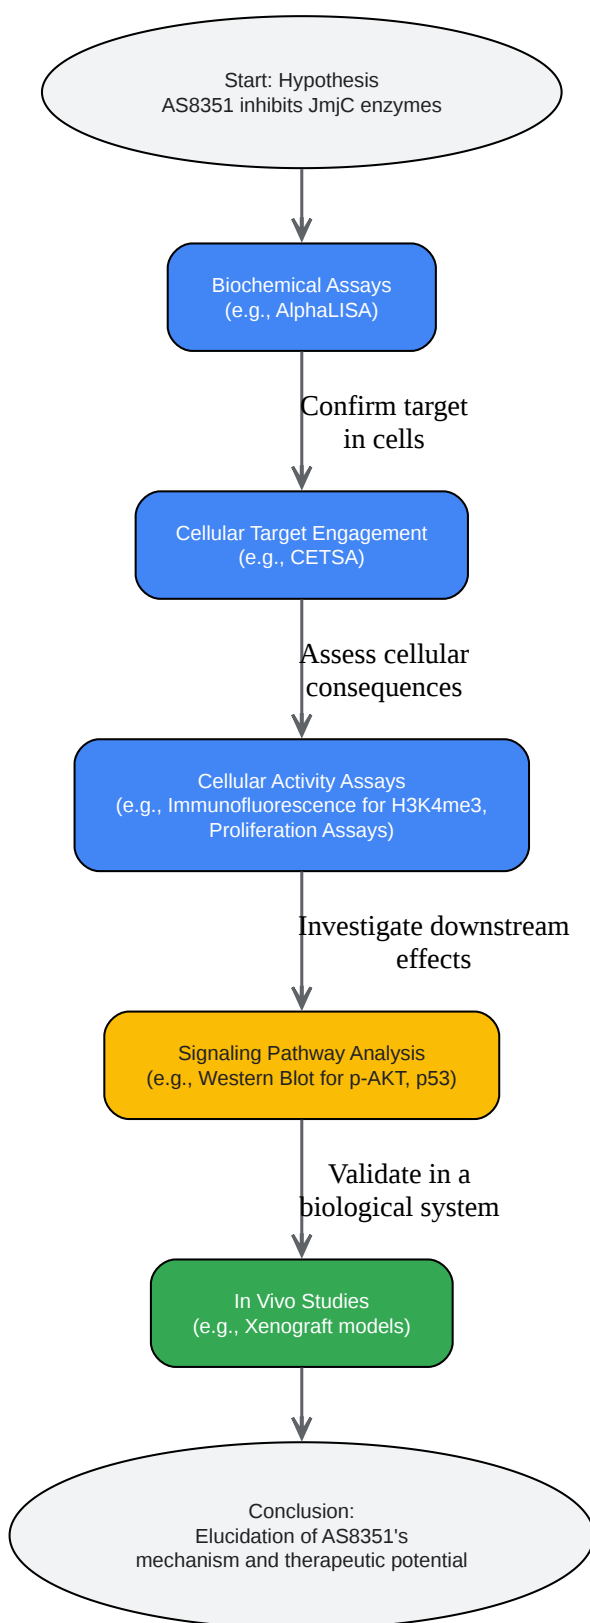 Start: Hypothesis
AS8351 inhibits JmjC enzymes
Biochemical Assays
(e.g., AlphaLISA)
Confirm target
in cells
Cellular Target Engagement
(e.g., CETSA)
Assess cellular
consequences
Cellular Activity Assays
(e.g., Immunofluorescence for H3K4me3,
Proliferation Assays)
Investigate downstream
effects
Signaling Pathway Analysis
(e.g., Western Blot for p-AKT, p53)
Validate in a
biological system
In Vivo Studies
(e.g., Xenograft models)
Conclusion:
Elucidation of AS8351's
mechanism and therapeutic potential